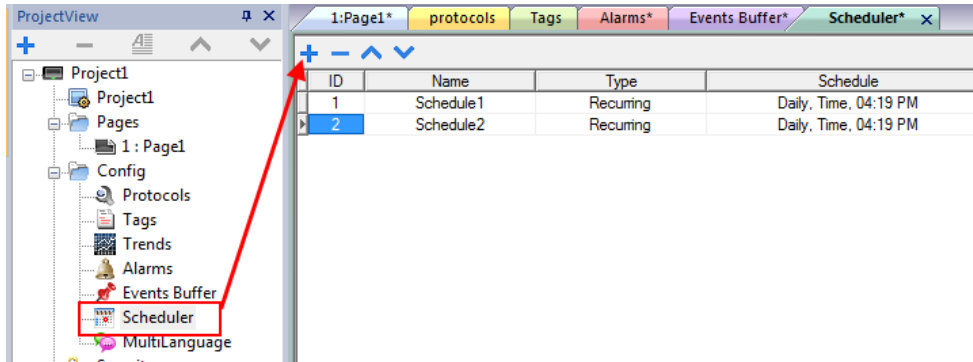 ProjectView
1:Page1* protocols Tags Alarms* Events Buffer* Scheduler*
Project1
Project1
Pages
1 : Page1
Config
Protocols
Tags
Trends
Alarms
Events Buffer
Scheduler
MultiLanguage
ID Name Type Schedule
1 Schedule1 Recurring Daily, Time, 04:19 PM
2 Schedule2 Recurring Daily, Time, 04:19 PM